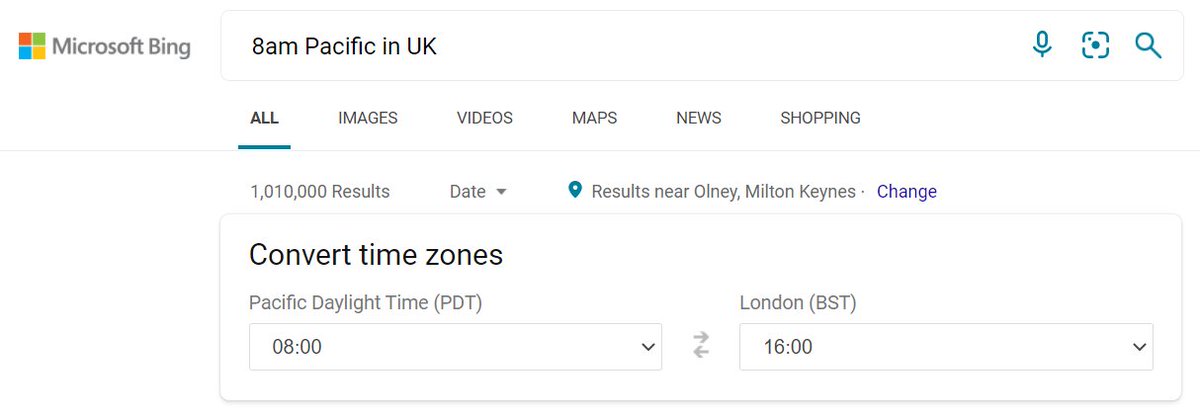 Microsoft Bing
8am Pacific in UK
ALL IMAGES VIDEOS MAPS NEWS SHOPPING
1,010,000 Results Date Results near Olney, Milton Keynes · Change
Convert time zones
Pacific Daylight Time (PDT) London (BST)
08:00 16:00